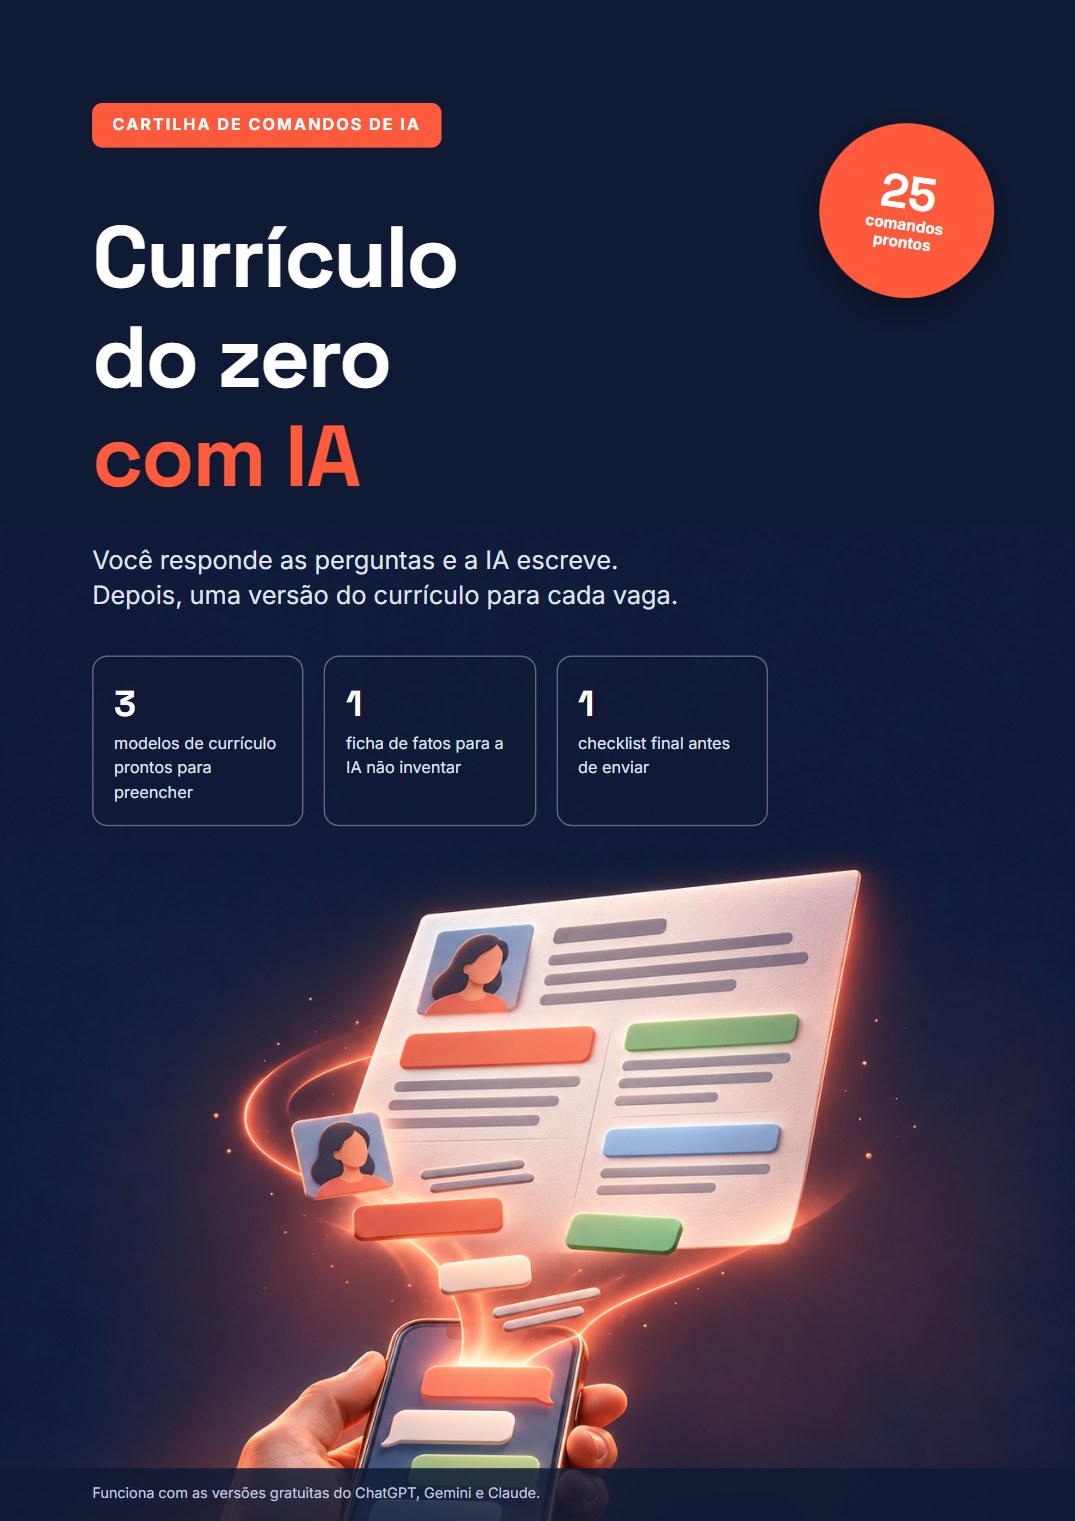 CARTILHA DE COMANDOS DE IA
25
comandos
prontos
Currículo
do zero
com IA
Você responde as perguntas e a IA escreve.
Depois, uma versão do currículo para cada vaga.
3
modelos de currículo
prontos para
preencher
1
ficha de fatos para a
IA não inventar
1
checklist final antes
de enviar
Funciona com as versões gratuitas do ChatGPT, Gemini e Claude.